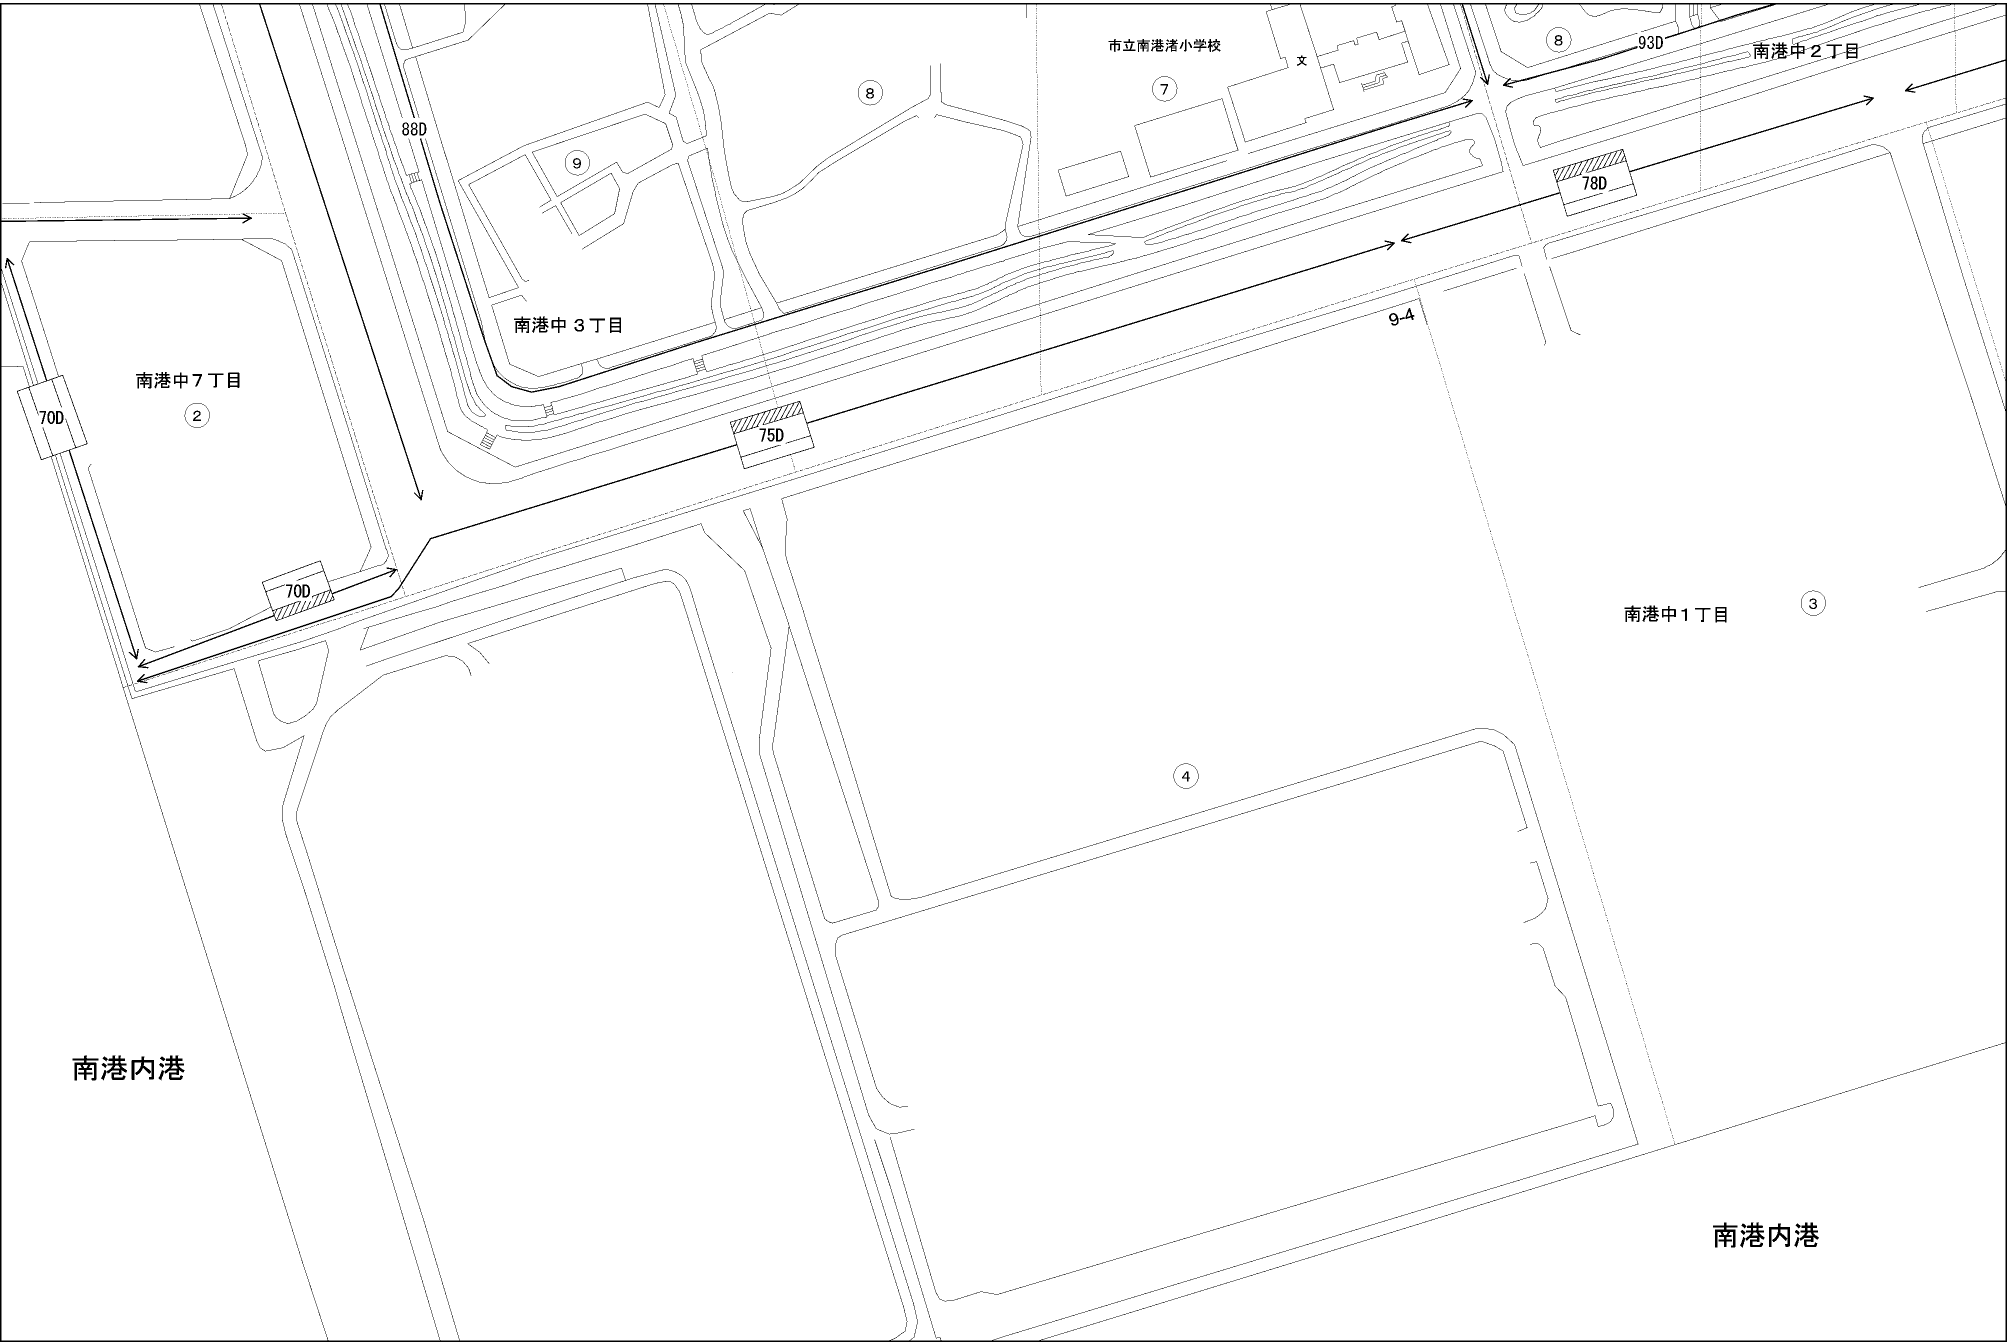 市立南港渚小学校
文
⑦
⑧
⑧
93D
南港中２丁目
88D
⑨
78D
南港中３丁目
9-4
南港中７丁目
②
70D
75D
70D
南港中１丁目
③
④
南港内港
南港内港